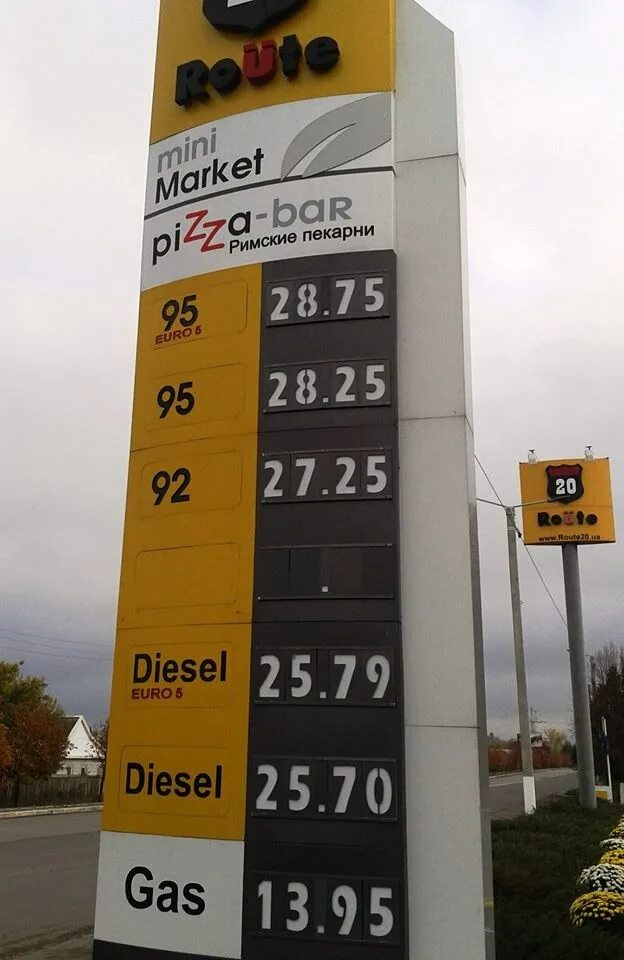 RoUte
mini
Market
pizza-baR
Римские пекарни
95 28.75
EURO 5
95 28.25
92 27.25
.
Diesel 25.79
EURO 5
Diesel 25.70
Gas 13.95
20
RoUte
www.Route20.ua